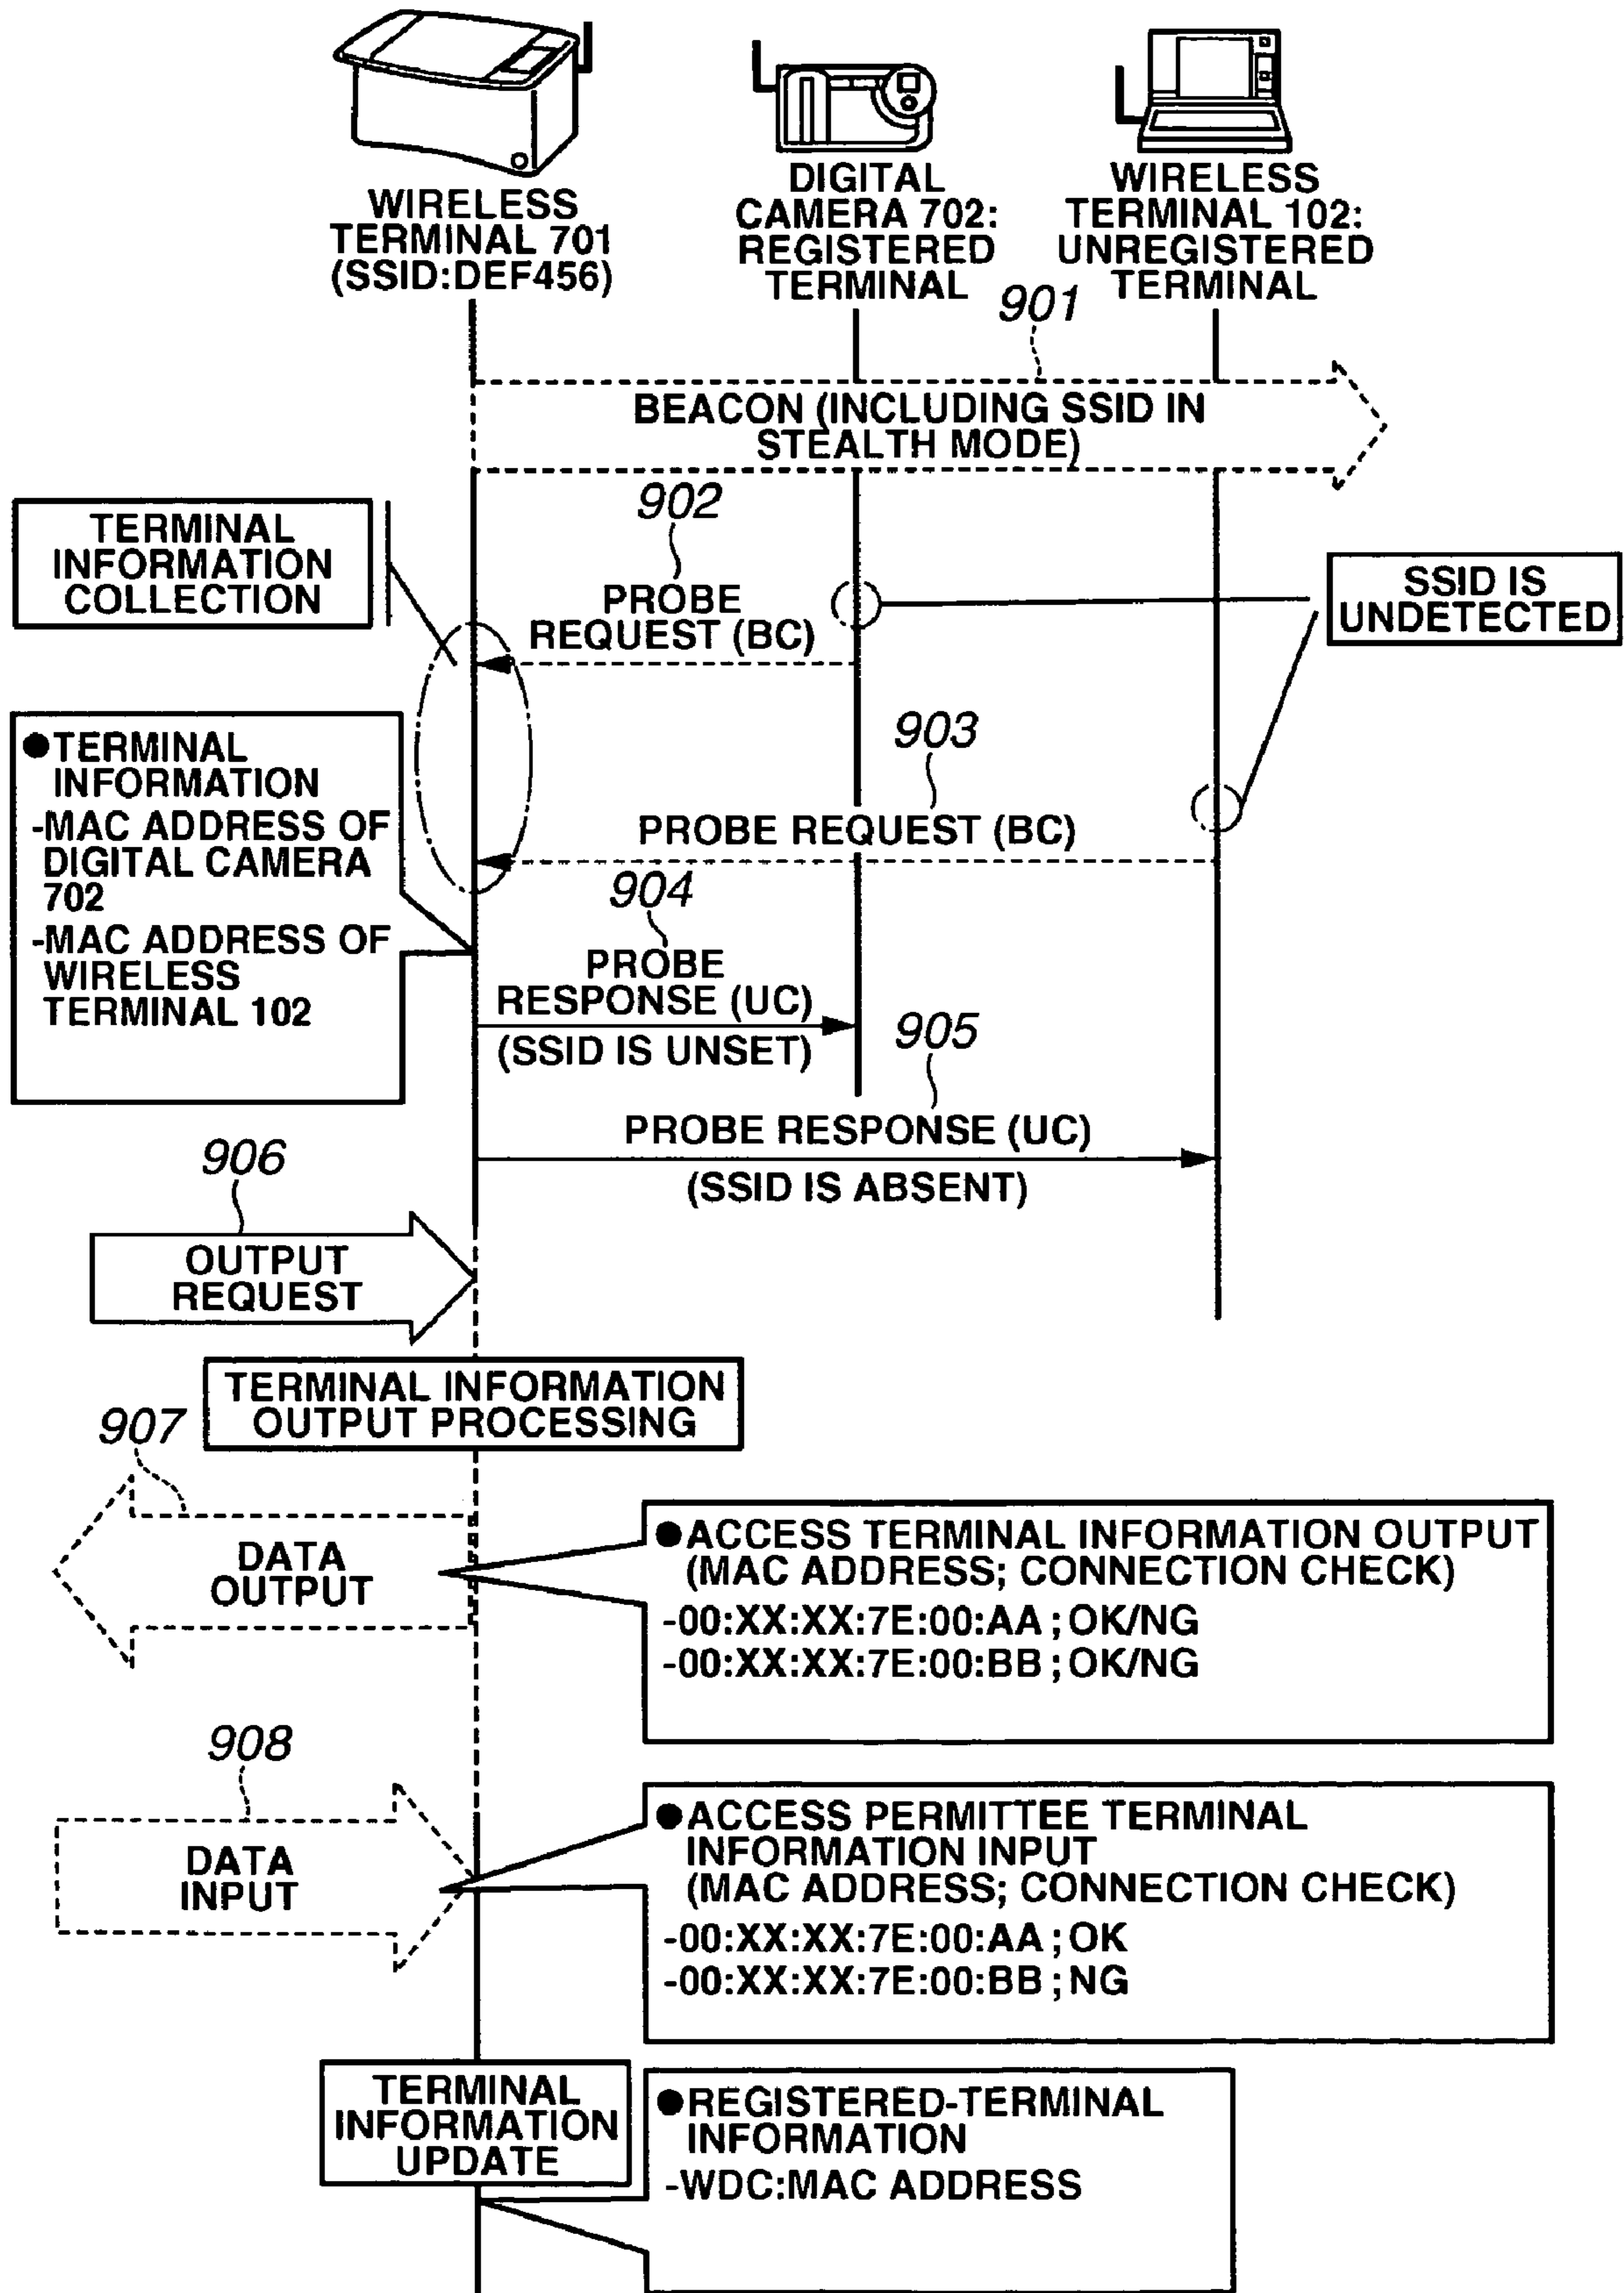 WIRELESS
TERMINAL 701
(SSID:DEF456)
DIGITAL
CAMERA 702:
REGISTERED
TERMINAL
WIRELESS
TERMINAL 102:
UNREGISTERED
TERMINAL
901
BEACON (INCLUDING SSID IN
STEALTH MODE)
902
TERMINAL
INFORMATION
COLLECTION
PROBE
REQUEST (BC)
SSID IS
UNDETECTED
903
●TERMINAL
INFORMATION
-MAC ADDRESS OF
DIGITAL CAMERA
702
-MAC ADDRESS OF
WIRELESS
TERMINAL 102
PROBE REQUEST (BC)
904
PROBE
RESPONSE (UC)
(SSID IS UNSET)
905
PROBE RESPONSE (UC)
(SSID IS ABSENT)
906
OUTPUT
REQUEST
TERMINAL INFORMATION
OUTPUT PROCESSING
907
DATA
OUTPUT
●ACCESS TERMINAL INFORMATION OUTPUT
(MAC ADDRESS; CONNECTION CHECK)
-00:XX:XX:7E:00:AA ; OK/NG
-00:XX:XX:7E:00:BB ; OK/NG
908
DATA
INPUT
●ACCESS PERMITTEE TERMINAL
INFORMATION INPUT
(MAC ADDRESS; CONNECTION CHECK)
-00:XX:XX:7E:00:AA ; OK
-00:XX:XX:7E:00:BB ; NG
TERMINAL
INFORMATION
UPDATE
●REGISTERED-TERMINAL
INFORMATION
-WDC:MAC ADDRESS